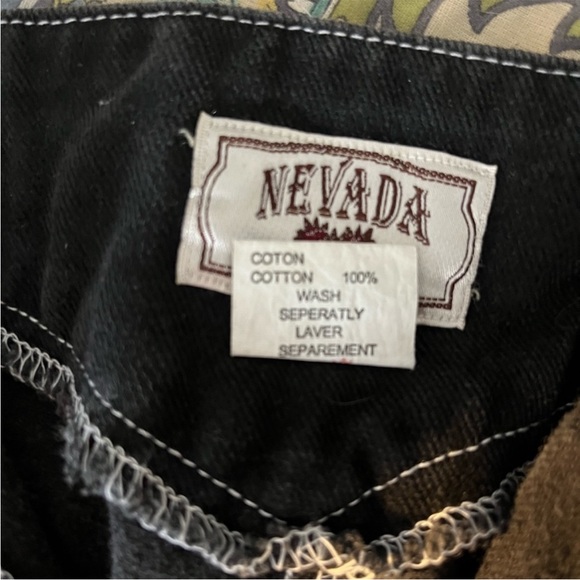 NEVADA
COTON
COTTON 100%
WASH
SEPERATLY
LAVER
SEPAREMENT